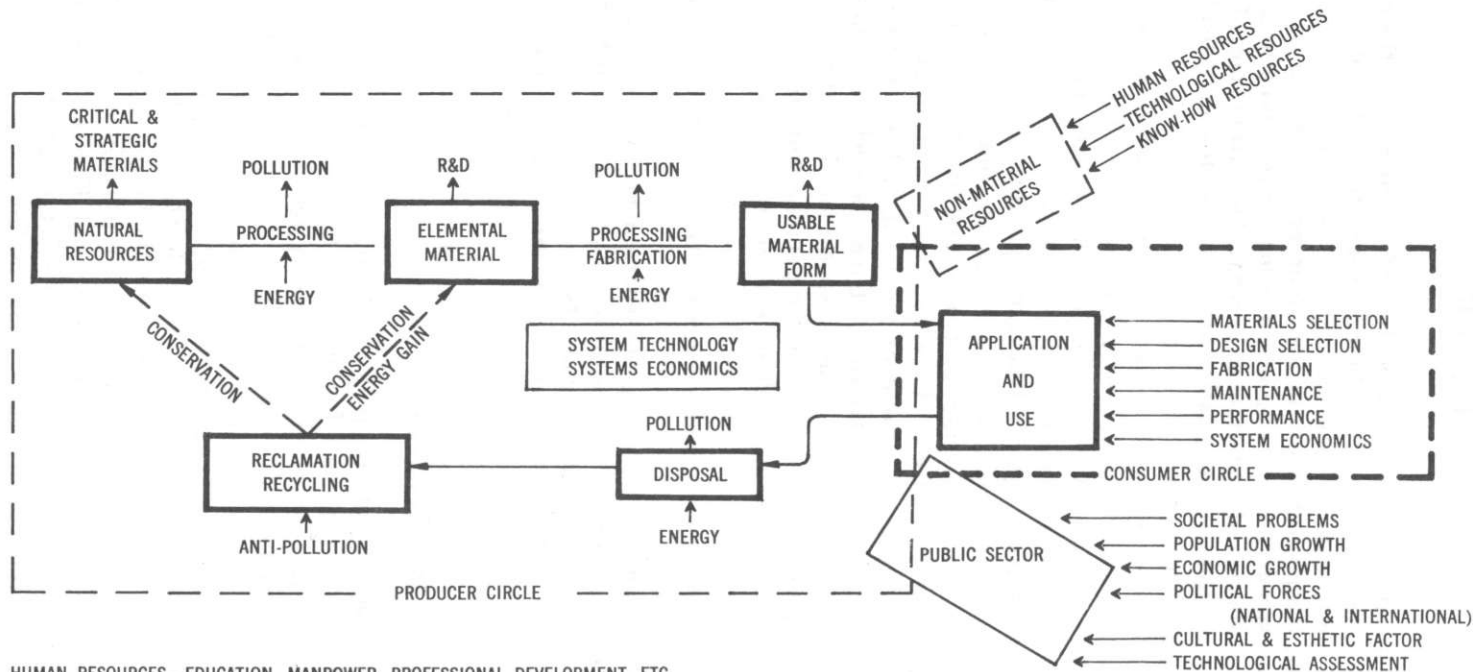 HUMAN RESOURCES
TECHNOLOGICAL RESOURCES
KNOW-HOW RESOURCES
NON-MATERIAL
RESOURCES
CRITICAL &
STRATEGIC
MATERIALS
POLLUTION
R&D
POLLUTION
R&D
NATURAL
RESOURCES
PROCESSING
ELEMENTAL
MATERIAL
PROCESSING
FABRICATION
USABLE
MATERIAL
FORM
ENERGY
ENERGY
CONSERVATION
CONSERVATION
ENERGY GAIN
SYSTEM TECHNOLOGY
SYSTEMS ECONOMICS
APPLICATION
AND
USE
MATERIALS SELECTION
DESIGN SELECTION
FABRICATION
MAINTENANCE
PERFORMANCE
SYSTEM ECONOMICS
CONSUMER CIRCLE
RECLAMATION
RECYCLING
POLLUTION
DISPOSAL
ENERGY
ANTI-POLLUTION
PRODUCER CIRCLE
PUBLIC SECTOR
SOCIETAL PROBLEMS
POPULATION GROWTH
ECONOMIC GROWTH
POLITICAL FORCES
(NATIONAL & INTERNATIONAL)
CULTURAL & ESTHETIC FACTOR
TECHNOLOGICAL ASSESSMENT
HUMAN RESOURCES EDUCATION MANPOWER PROFESSIONAL DEVELOPMENT ETC